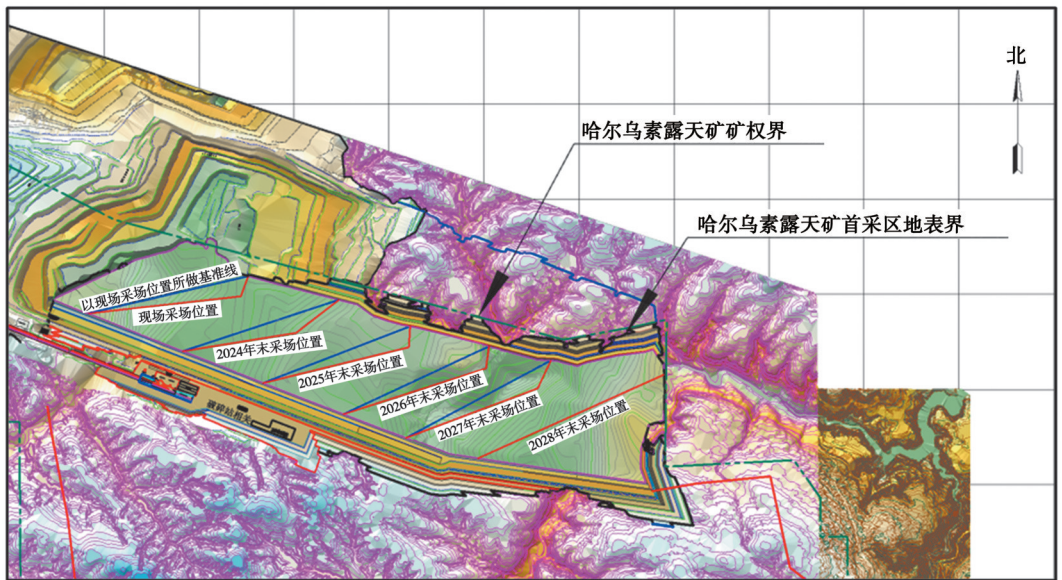 北
哈尔乌素露天矿矿权界
哈尔乌素露天矿首采区地表界
以现场采场位置所做基准线
现场采场位置
2024年末采场位置
2025年末采场位置
2026年末采场位置
2027年末采场位置
2028年末采场位置